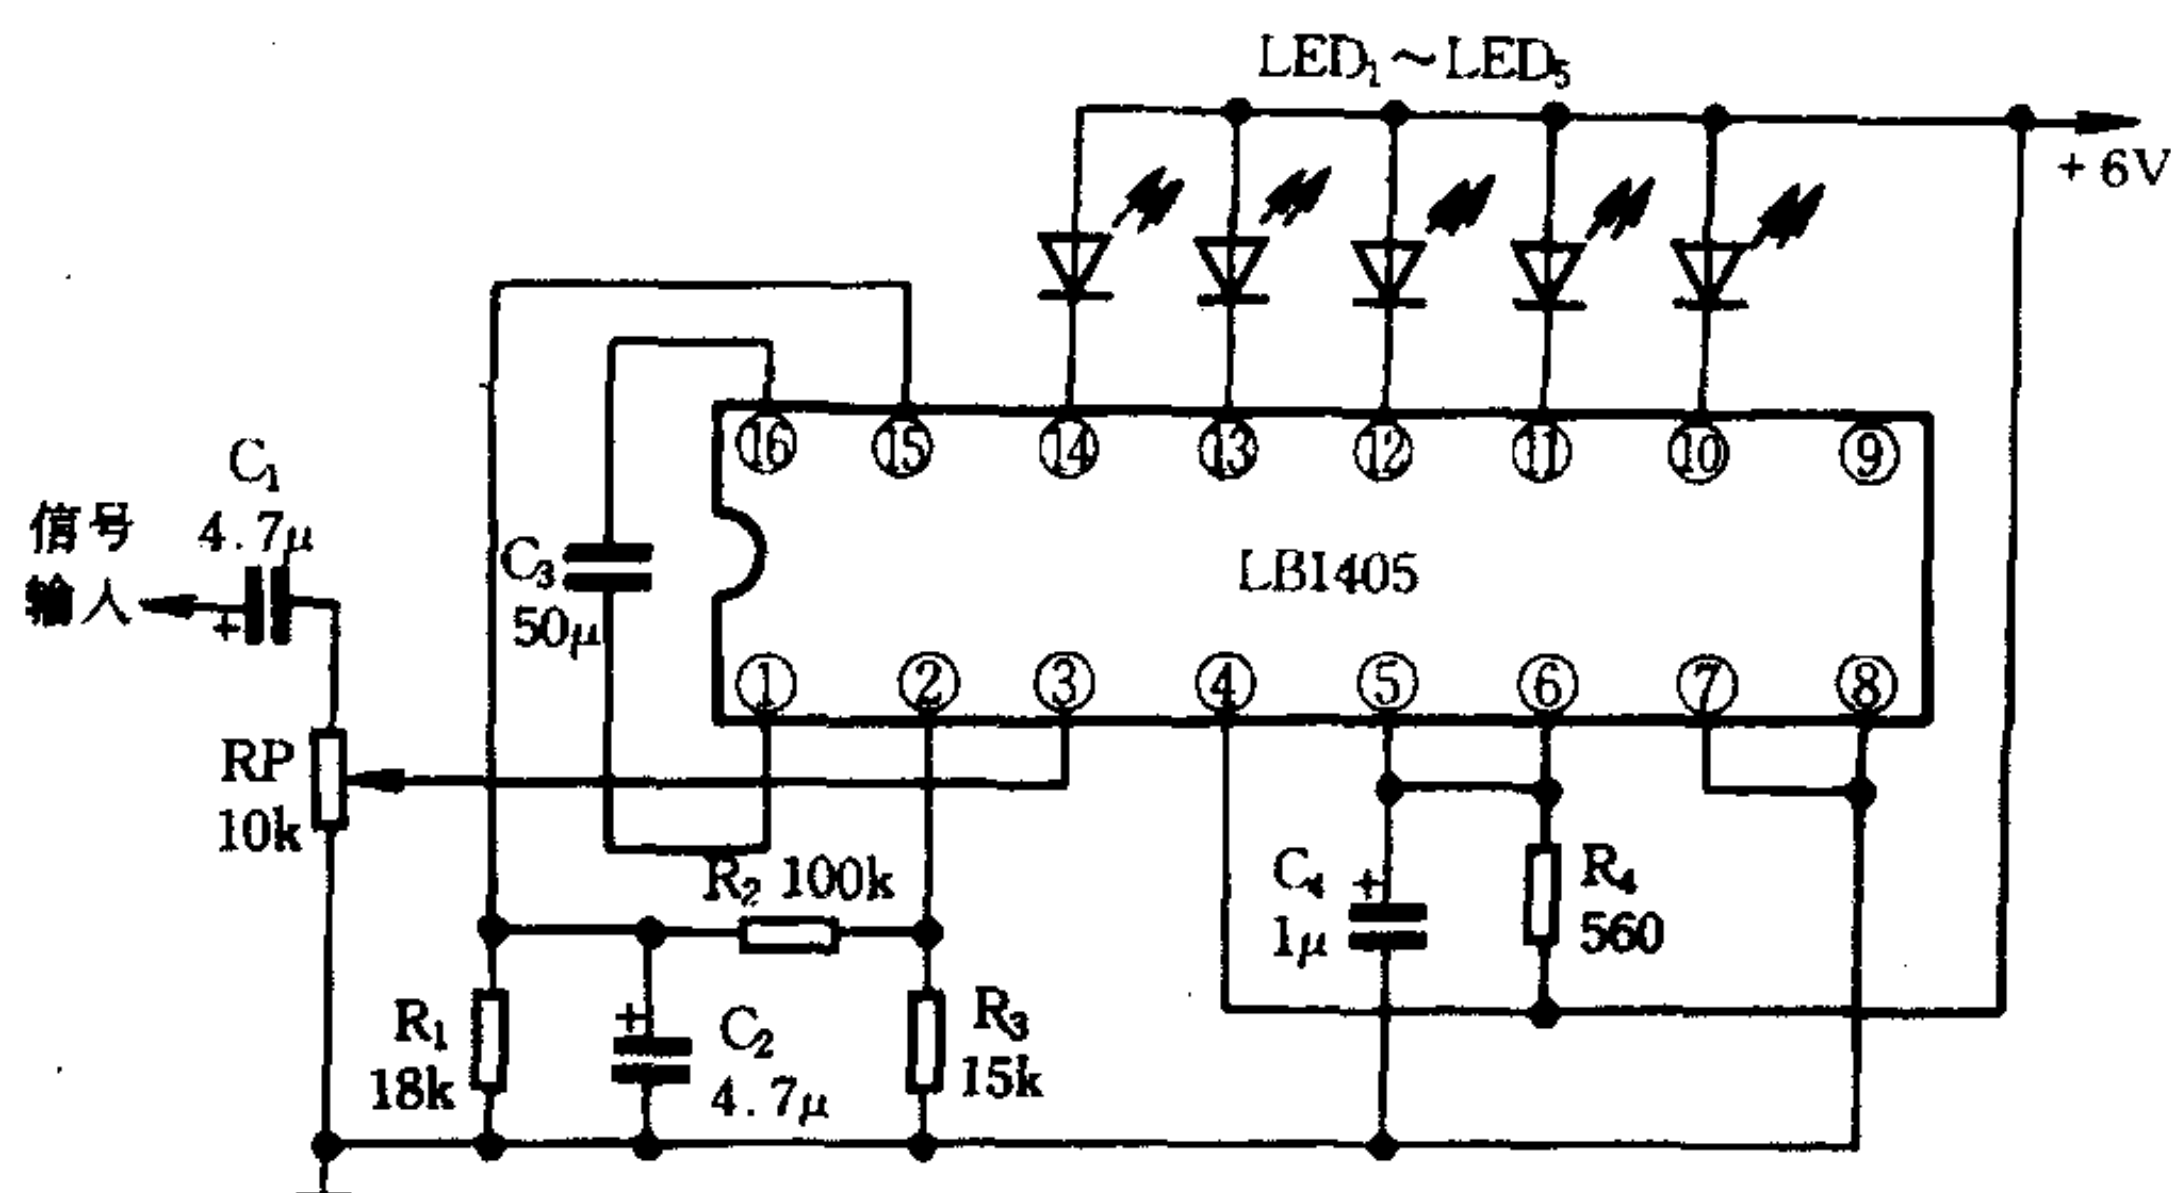 LED₁～LED₅
+6V
⑯ ⑮ ⑭ ⑬ ⑫ ⑪ ⑩ ⑨
C₁
4.7μ
信号
输入
+
C₃
50μ
LB1405
① ② ③ ④ ⑤ ⑥ ⑦ ⑧
RP
10k
R₂ 100k
C₄
+
1μ
R₄
560
R₁
18k
+
C₂
4.7μ
R₃
15k